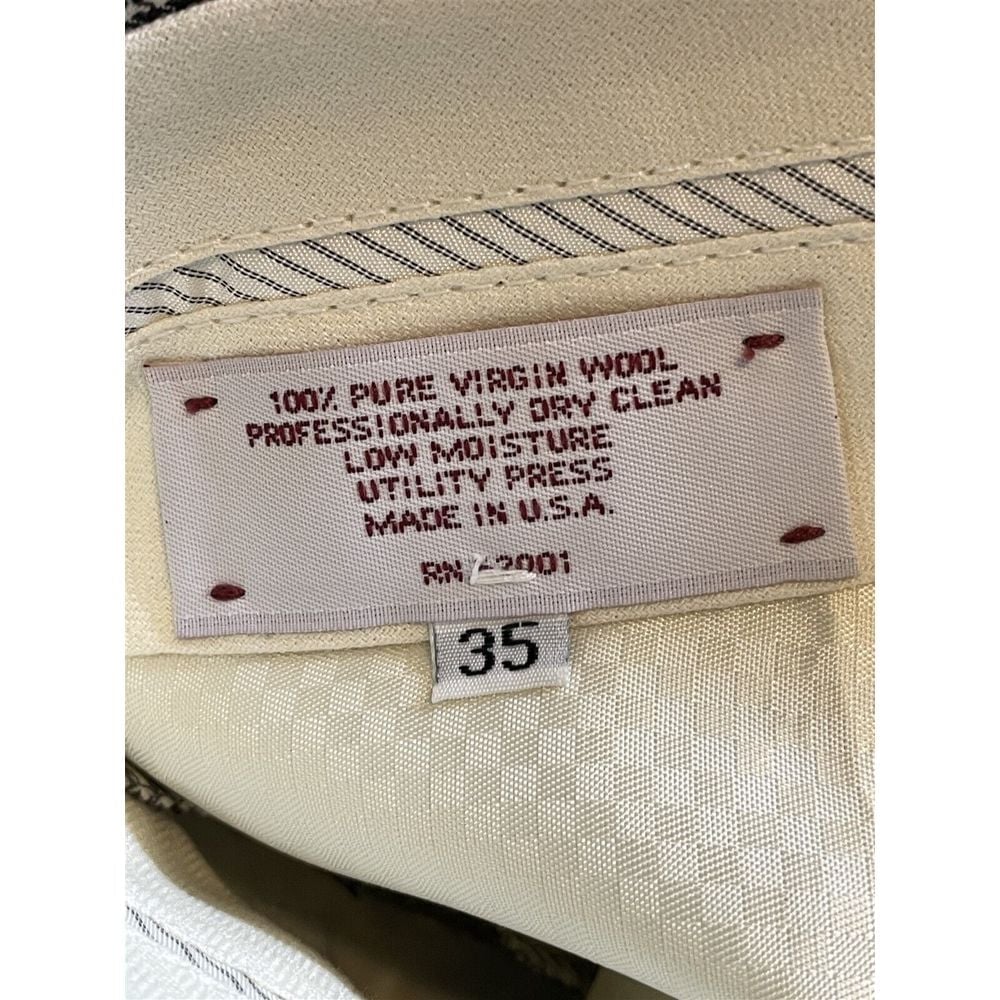 100% PURE VIRGIN WOOL
PROFESSIONALLY DRY CLEAN
LOW MOISTURE
UTILITY PRESS
MADE IN U.S.A.
RN
35